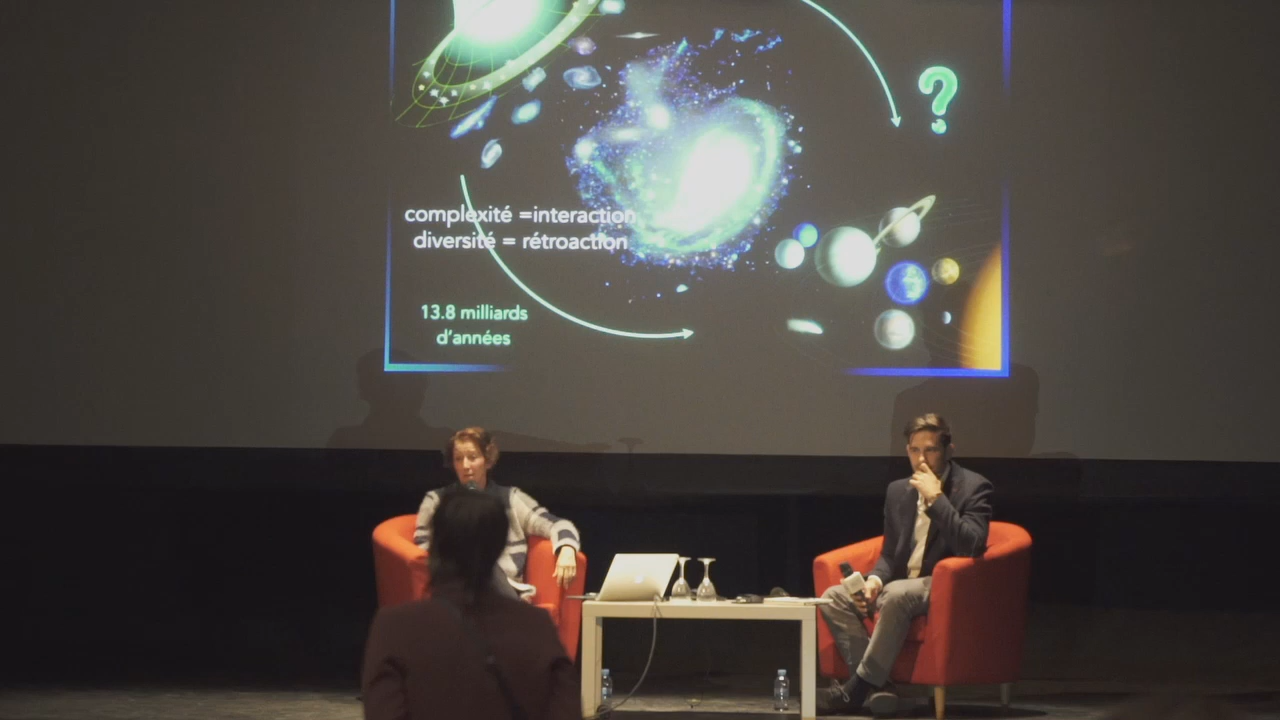 ?
complexité =interaction
diversité = rétroaction
13.8 milliards
d'années